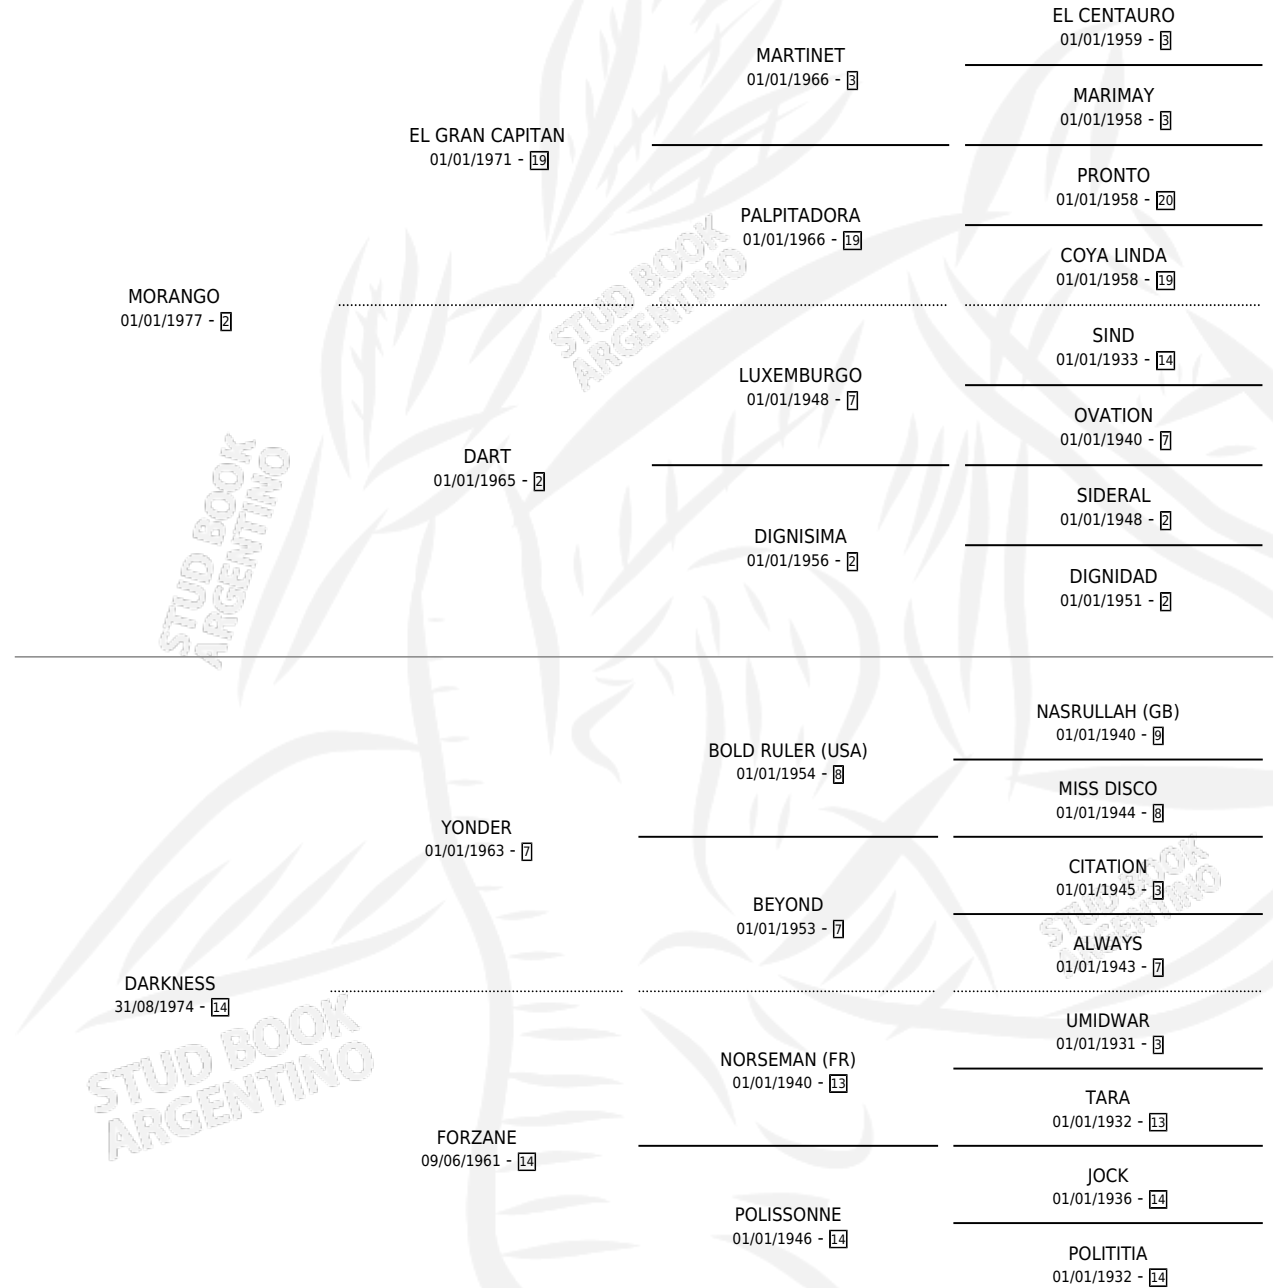 EL CENTAURO
01/01/1959 - 3
MARTINET
01/01/1966 - 3
MARIMAY
01/01/1958 - 3
EL GRAN CAPITAN
01/01/1971 - 19
PRONTO
01/01/1958 - 20
PALPITADORA
01/01/1966 - 19
COYA LINDA
01/01/1958 - 19
MORANGO
01/01/1977 - 2
SIND
01/01/1933 - 14
LUXEMBURGO
01/01/1948 - 7
OVATION
01/01/1940 - 7
DART
01/01/1965 - 2
SIDERAL
01/01/1948 - 2
DIGNISIMA
01/01/1956 - 2
DIGNIDAD
01/01/1951 - 2
NASRULLAH (GB)
01/01/1940 - 9
BOLD RULER (USA)
01/01/1954 - 8
MISS DISCO
01/01/1944 - 8
YONDER
01/01/1963 - 7
CITATION
01/01/1945 - 3
BEYOND
01/01/1953 - 7
ALWAYS
01/01/1943 - 7
DARKNESS
31/08/1974 - 14
UMIDWAR
01/01/1931 - 3
NORSEMAN (FR)
01/01/1940 - 13
TARA
01/01/1932 - 13
FORZANE
09/06/1961 - 14
JOCK
01/01/1936 - 14
POLISSONNE
01/01/1946 - 14
POLITITIA
01/01/1932 - 14
STUD BOOK
ARGENTINO
STUD BOOK
ARGENTINO
STUD BOOK
ARGENTINO
STUD BOOK
ARGENTINO